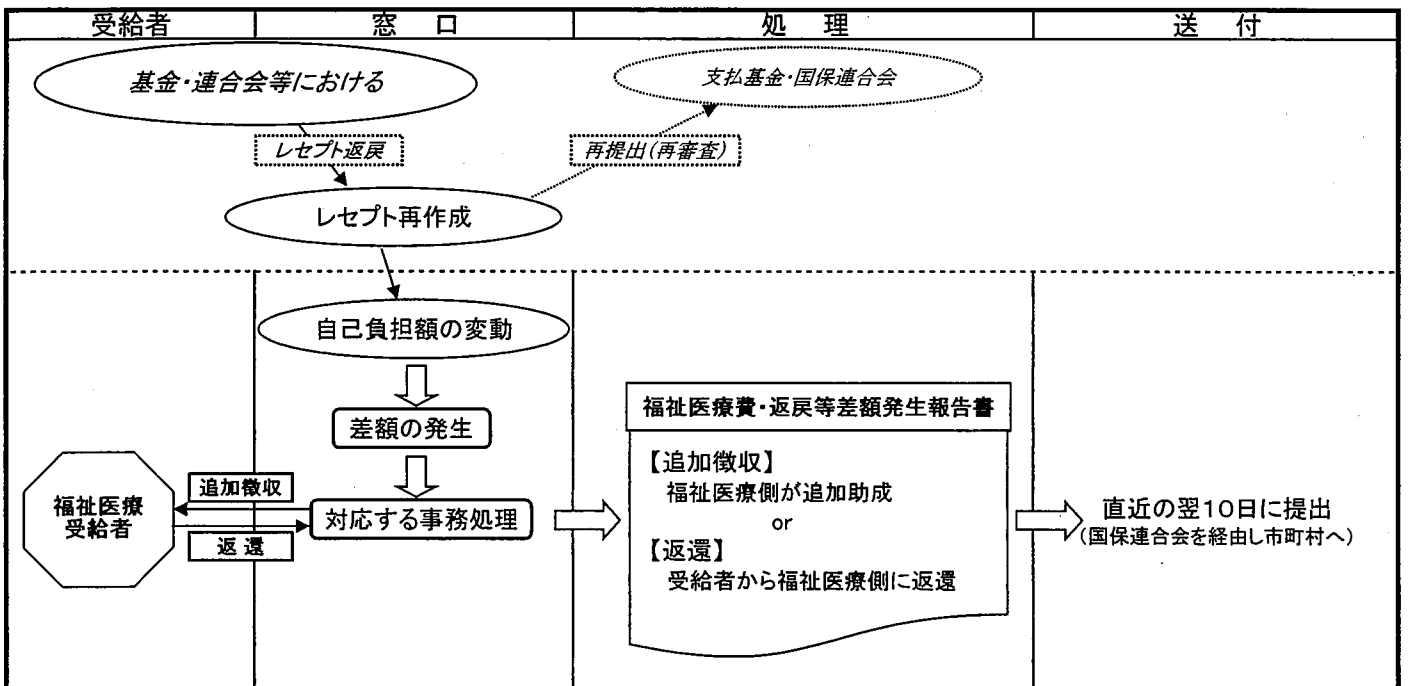 受給者
窓 口
処 理
送 付
基金・連合会等における
支払基金・国保連合会
レセプト返戻
再提出(再審査)
レセプト再作成
自己負担額の変動
差額の発生
対応する事務処理
追加徴収
返 還
福祉医療
受給者
福祉医療費・返戻等差額発生報告書
【追加徴収】
福祉医療側が追加助成
or
【返還】
受給者から福祉医療側に返還
直近の翌10日に提出
(国保連合会を経由し市町村へ)